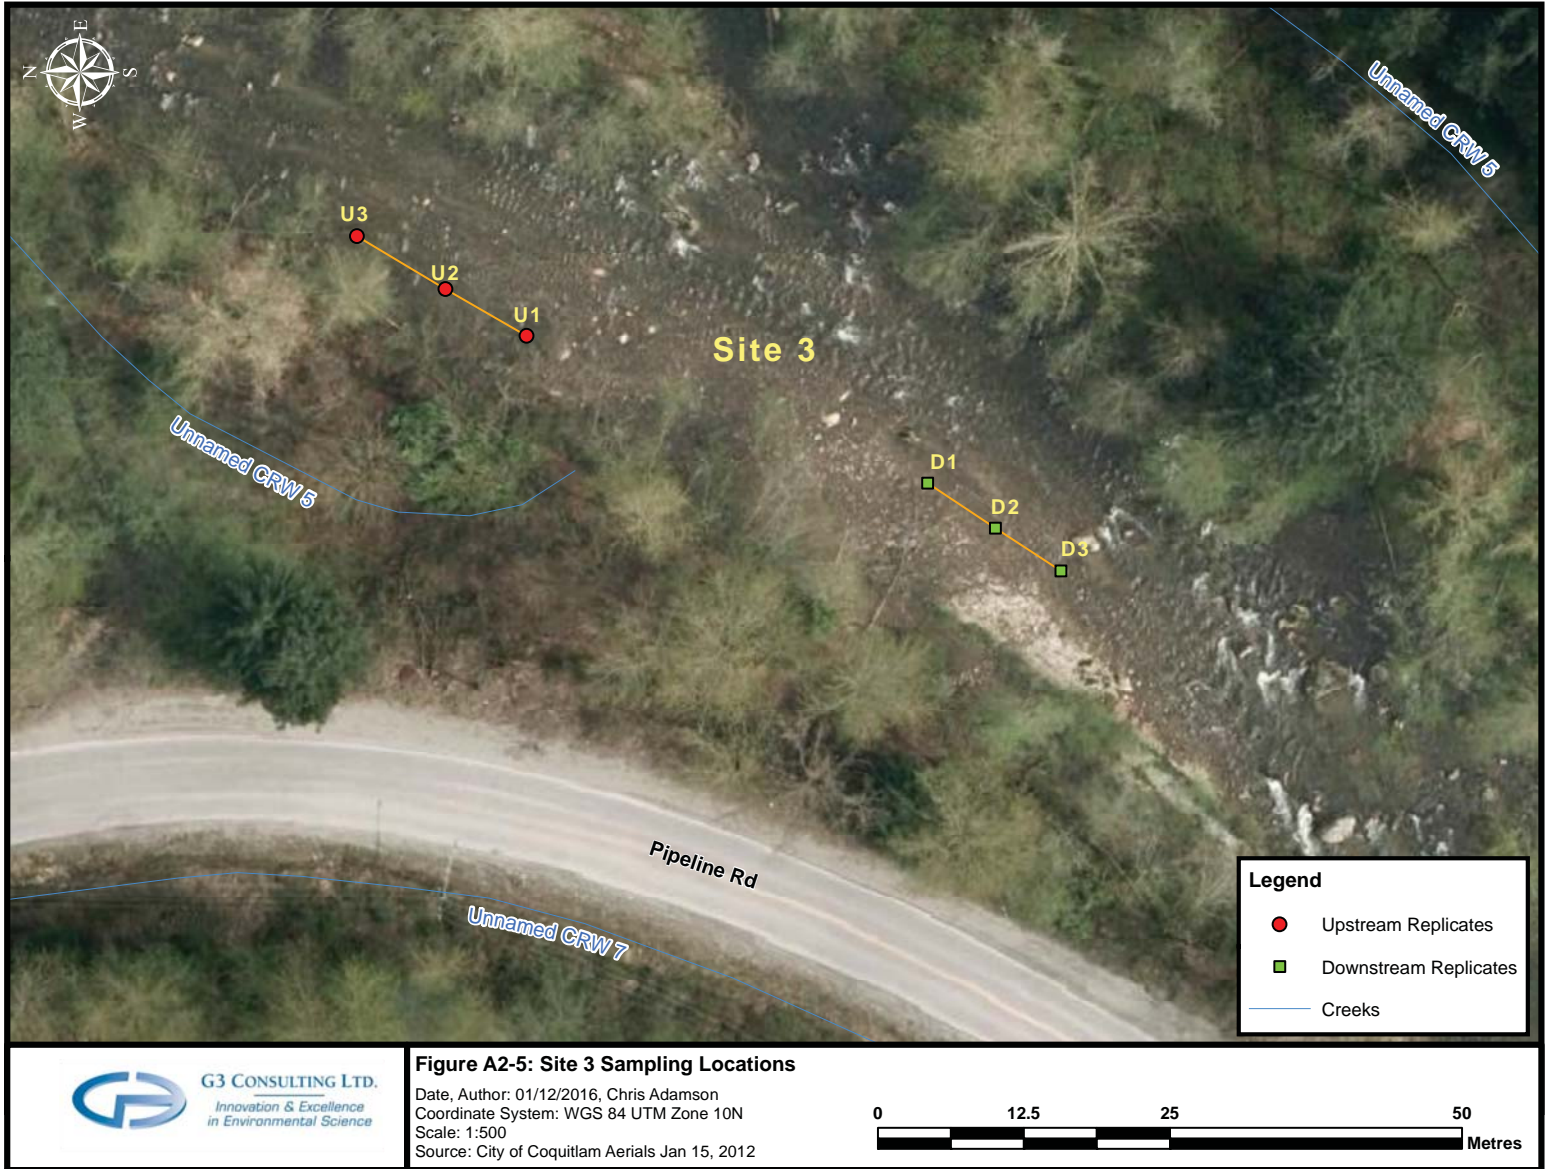 E
N
S
W
Unnamed CRW 5
U3
U2
U1
Site 3
Unnamed CRW 5
D1
D2
D3
Pipeline Rd
Unnamed CRW 7
Legend
Upstream Replicates
Downstream Replicates
Creeks
G3 CONSULTING LTD.
Innovation & Excellence
in Environmental Science
Figure A2-5: Site 3 Sampling Locations
Date, Author: 01/12/2016, Chris Adamson
Coordinate System: WGS 84 UTM Zone 10N
Scale: 1:500
Source: City of Coquitlam Aerials Jan 15, 2012
0 12.5 25 50
Metres